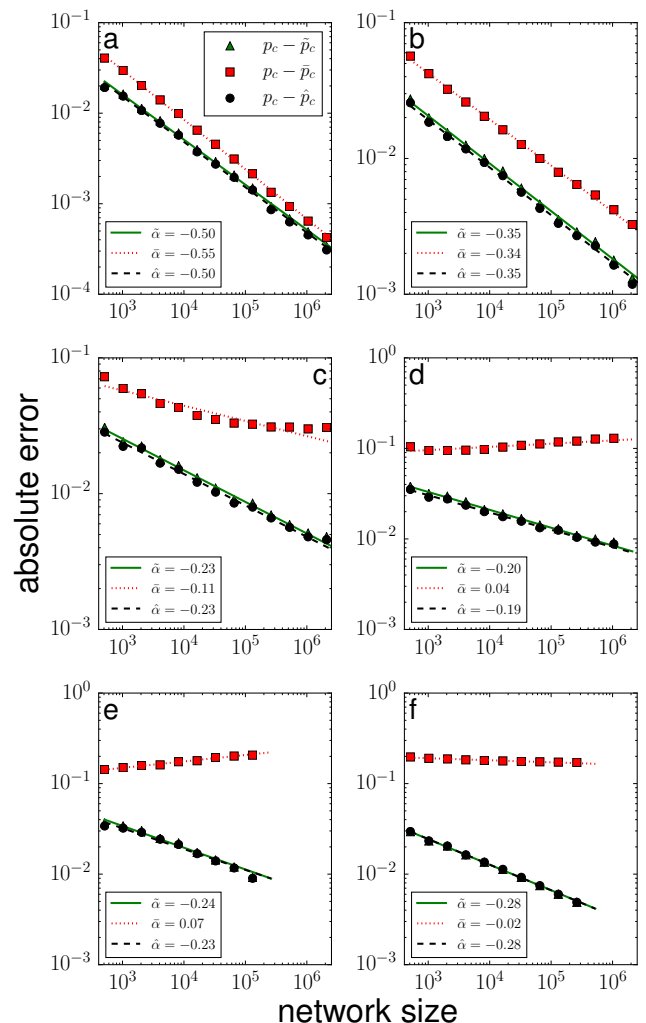 a
p_c − p̃_c
p_c − p̄_c
p_c − p̂_c
α̃ = −0.50
ᾱ = −0.55
α̂ = −0.50
10^-1
10^-2
10^-3
10^-4
10^3 10^4 10^5 10^6
b
α̃ = −0.35
ᾱ = −0.34
α̂ = −0.35
10^-1
10^-2
10^-3
10^3 10^4 10^5 10^6
c
α̃ = −0.23
ᾱ = −0.11
α̂ = −0.23
10^-1
10^-2
10^-3
10^3 10^4 10^5 10^6
d
α̃ = −0.20
ᾱ = 0.04
α̂ = −0.19
10^0
10^-1
10^-2
10^-3
10^3 10^4 10^5 10^6
absolute error
e
α̃ = −0.24
ᾱ = 0.07
α̂ = −0.23
10^0
10^-1
10^-2
10^-3
10^3 10^4 10^5 10^6
f
α̃ = −0.28
ᾱ = −0.02
α̂ = −0.28
10^0
10^-1
10^-2
10^-3
10^3 10^4 10^5 10^6
network size